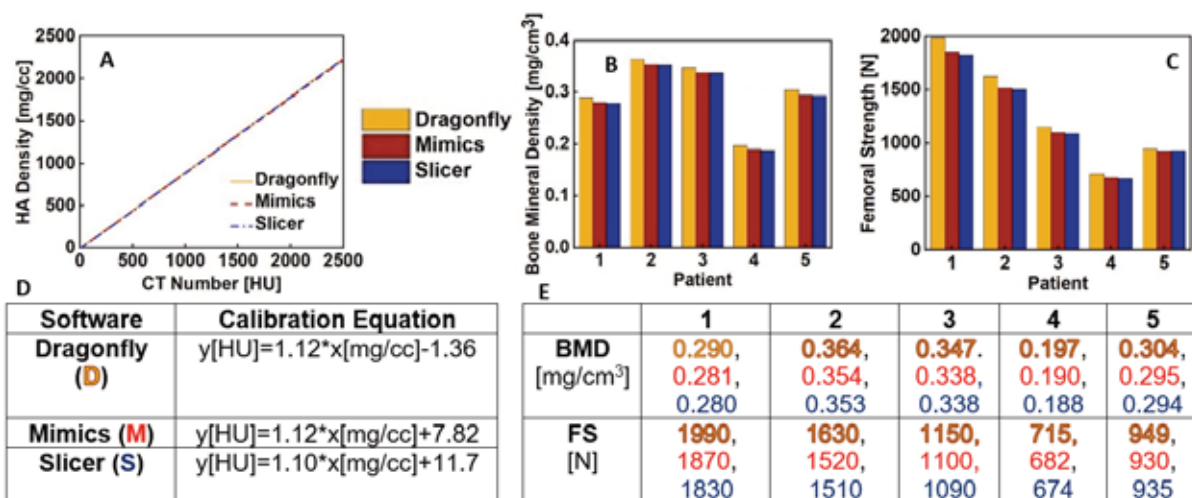 A
HA Density [mg/cc]
2500
2000
1500
1000
500
0
Dragonfly
Mimics
Slicer
0 500 1000 1500 2000 2500
CT Number [HU]
Dragonfly
Mimics
Slicer
B
Bone Mineral Density [mg/cm³]
0.4
0.3
0.2
0.1
0.0
1 2 3 4 5
Patient
C
Femoral Strength [N]
2000
1500
1000
500
0
1 2 3 4 5
Patient
D
Software Calibration Equation
Dragonfly y[HU]=1.12*x[mg/cc]-1.36
(D)
Mimics (M) y[HU]=1.12*x[mg/cc]+7.82
Slicer (S) y[HU]=1.10*x[mg/cc]+11.7
E
1 2 3 4 5
BMD 0.290, 0.364, 0.347. 0.197, 0.304,
[mg/cm³] 0.281, 0.354, 0.338, 0.190, 0.295,
0.280 0.353 0.338 0.188 0.294
FS 1990, 1630, 1150, 715, 949,
[N] 1870, 1520, 1100, 682, 930,
1830 1510 1090 674 935